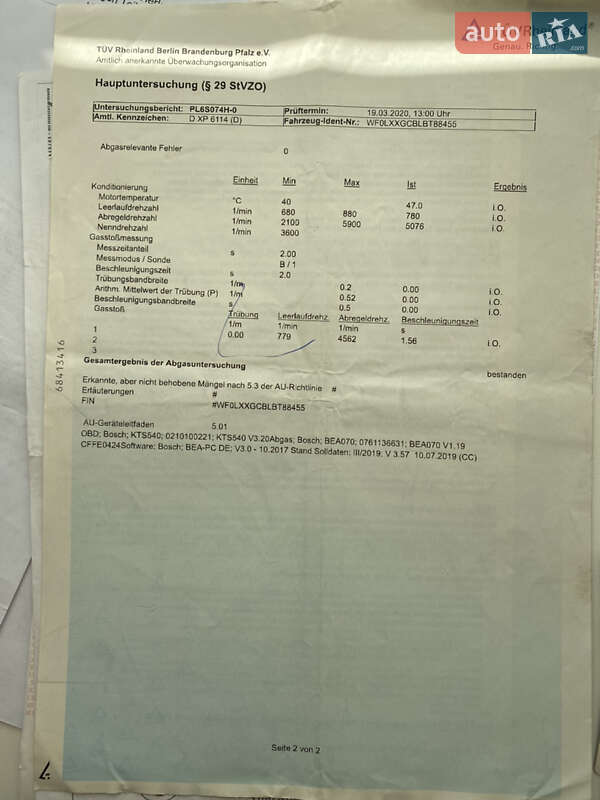 auto RIA.com
TÜV Rheinland Berlin Brandenburg Pfalz e.V.
Amtlich anerkannte Überwachungsorganisation
Genau. Richtig.
Hauptuntersuchung (§ 29 StVZO)
Untersuchungsbericht: PL6S074H-0 Prüftermin: 19.03.2020, 13:00 Uhr
Amtl. Kennzeichen: D XP 6114 (D) Fahrzeug-Ident-Nr.: WF0LXXGCBLBT88455
Abgasrelevante Fehler 0
Einheit Min Max Ist Ergebnis
Konditionierung
Motortemperatur °C 40 47.0 i.O.
Leerlaufdrehzahl 1/min 680 880 780 i.O.
Abregeldrehzahl 1/min 2100 5900 5076 i.O.
Nenndrehzahl 1/min 3600
Gasstoßmessung
Messzeitanteil s 2.00
Messmodus / Sonde B / 1
Beschleunigungszeit s 2.0
Trübungsbandbreite 1/m 0.2 0.00 i.O.
Arithm. Mittelwert der Trübung (P) 1/m 0.52 0.00 i.O.
Beschleunigungsbandbreite s 0.5 0.00 i.O.
Gasstoß Trübung Leerlaufdrehz. Abregeldrehz. Beschleunigungszeit
1/m 1/min 1/min s
1 0.00 779 4562 1.56 i.O.
2
3
Gesamtergebnis der Abgasuntersuchung bestanden
Erkannte, aber nicht behobene Mängel nach 5.3 der AU-Richtlinie #
Erläuterungen #
FIN #WF0LXXGCBLBT88455
AU-Geräteleitfaden 5.01
OBD; Bosch; KTS540; 0210100221; KTS540 V3.20Abgas; Bosch; BEA070; 0761136631; BEA070 V1.19
CFFE0424Software; Bosch; BEA-PC DE; V3.0 - 10.2017 Stand Solldaten: III/2019, V 3.57 10.07.2019 (CC)
68413416
Seite 2 von 2